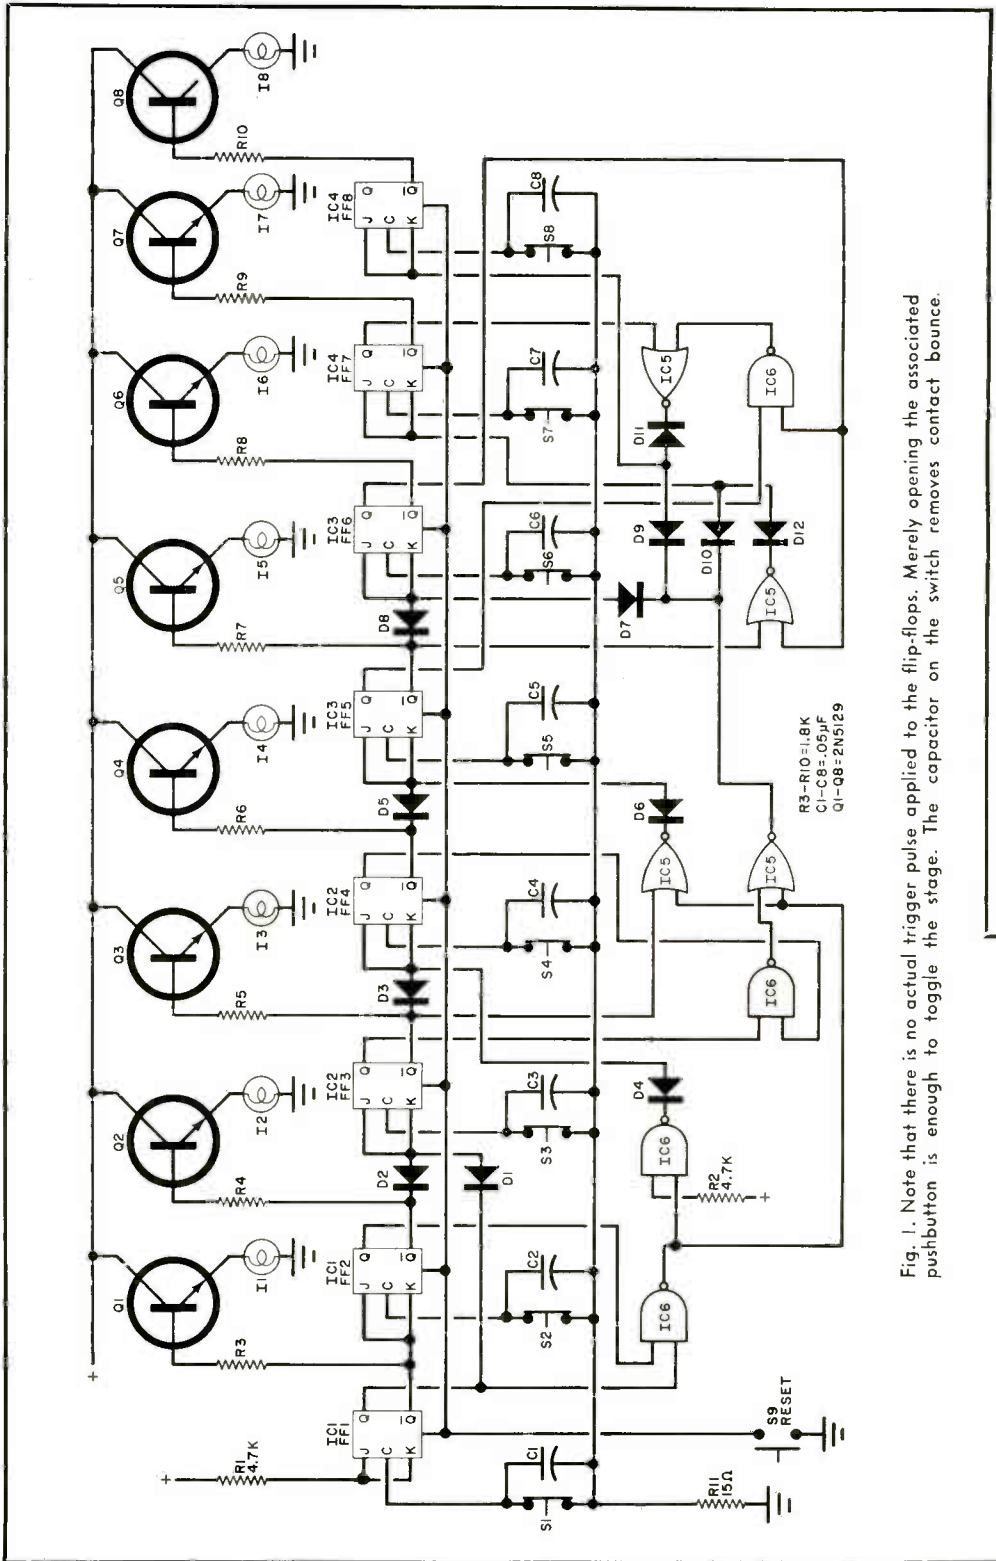 Q1
Q2
Q3
Q4
Q5
Q6
Q7
Q8
+
I1
I2
I3
I4
I5
I6
I7
I8
R3
R4
R5
R6
R7
R8
R9
R10
+
R1
4.7K
IC1
FF1
IC1
FF2
IC2
FF3
IC2
FF4
IC3
FF5
IC3
FF6
IC4
FF7
IC4
FF8
J Q
C
K Q̅
J Q
C
K Q̅
J Q
C
K Q̅
J Q
C
K Q̅
J Q
C
K Q̅
J Q
C
K Q̅
J Q
C
K Q̅
J Q
C
K Q̅
D2
D3
D5
D8
D1
S1
C1
S2
C2
S3
C3
S4
C4
S5
C5
S6
C6
S7
C7
S8
C8
R11
15Ω
S9
RESET
IC6
IC6
D4
R2
4.7K
+
IC5
D6
IC6
IC5
D7
D9
D10
D11
D12
IC5
IC5
IC6
R3-R10=1.8K
C1-C8=.05µF
Q1-Q8=2N5129
Fig. 1. Note that there is no actual trigger pulse applied to the flip-flops. Merely opening the associated
pushbutton is enough to toggle the stage. The capacitor on the switch removes contact bounce.